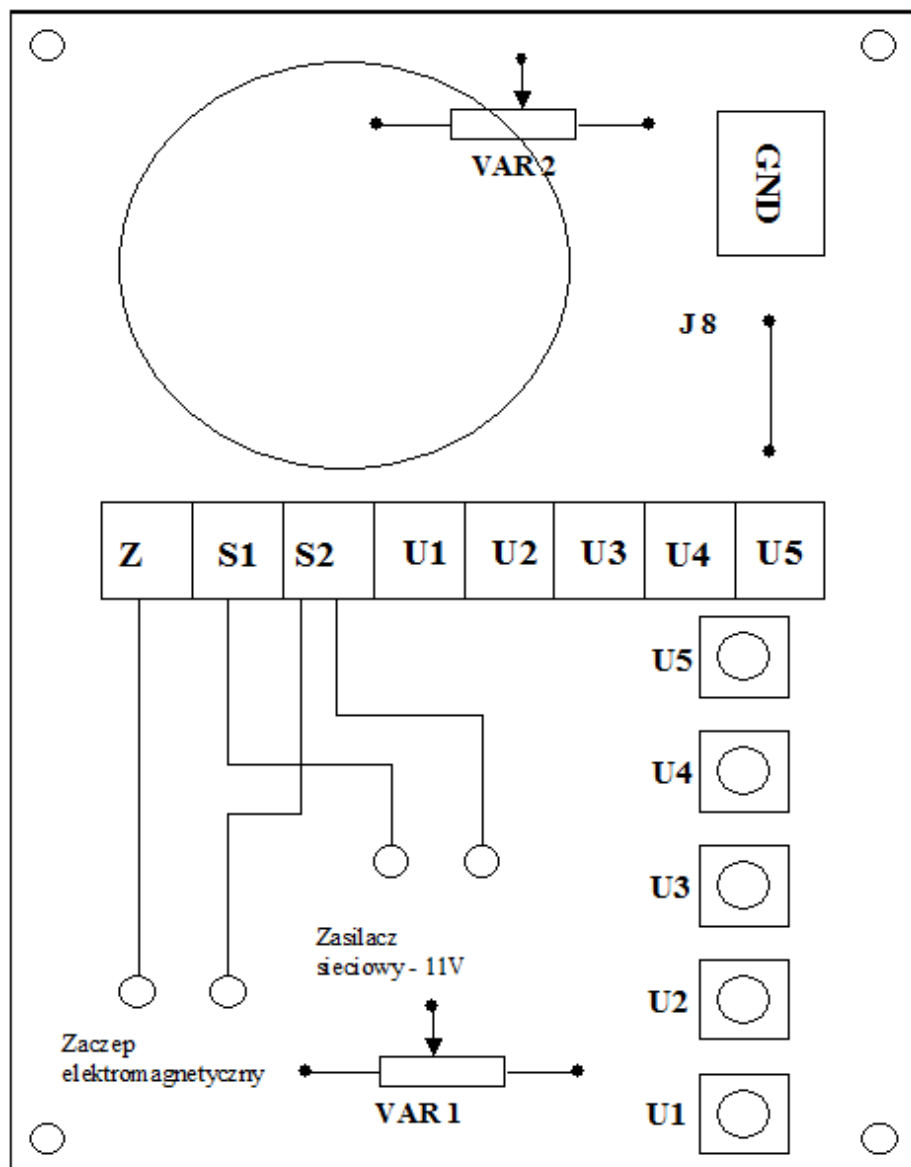 VAR 2
GND
J 8
Z S1 S2 U1 U2 U3 U4 U5
U5
U4
U3
Zasilacz
sieciowy - 11V
U2
Zaczep
elektromagnetyczny
VAR 1
U1